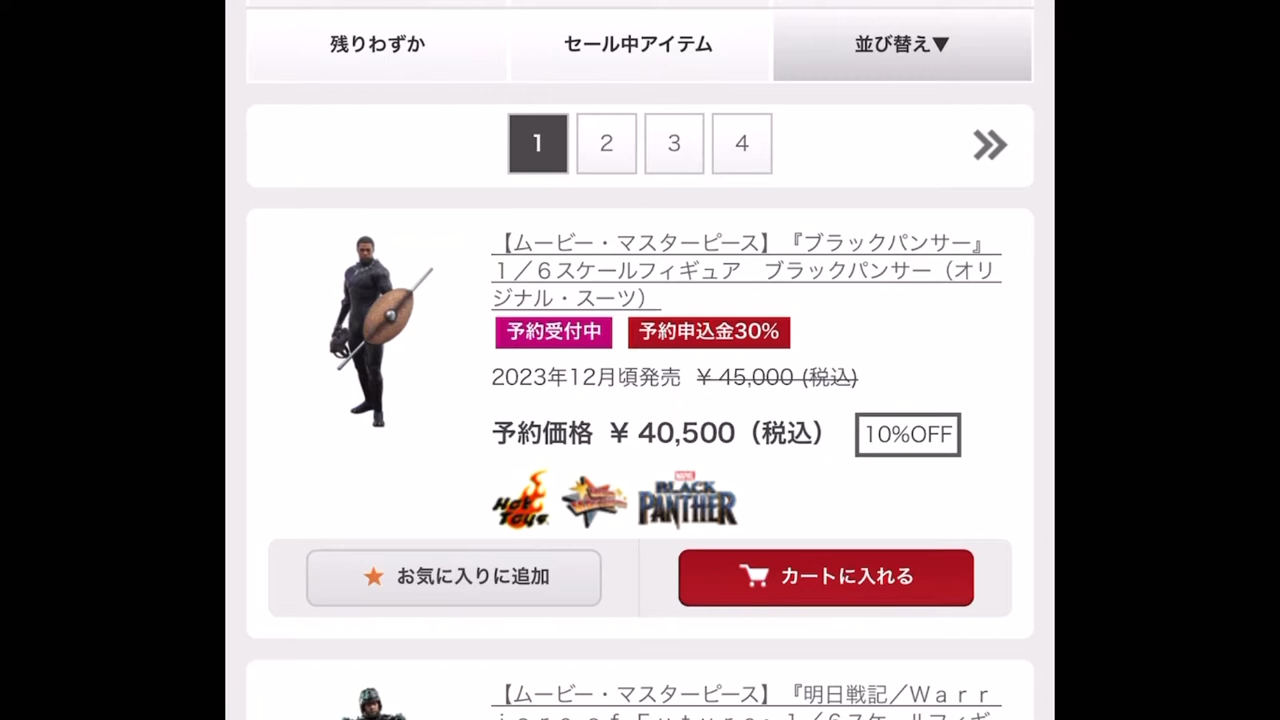 残りわずか
セール中アイテム
並び替え▼
1
2
3
4
【ムービー・マスターピース】『ブラックパンサー』
１／６スケールフィギュア　ブラックパンサー（オリ
ジナル・スーツ）
予約受付中
予約申込金30%
2023年12月頃発売 ¥ 45,000 (税込)
予約価格 ¥ 40,500（税込）
10%OFF
Hot Toys
MARVEL
BLACK
PANTHER
お気に入りに追加
カートに入れる
【ムービー・マスターピース】『明日戦記／Ｗａｒｒ